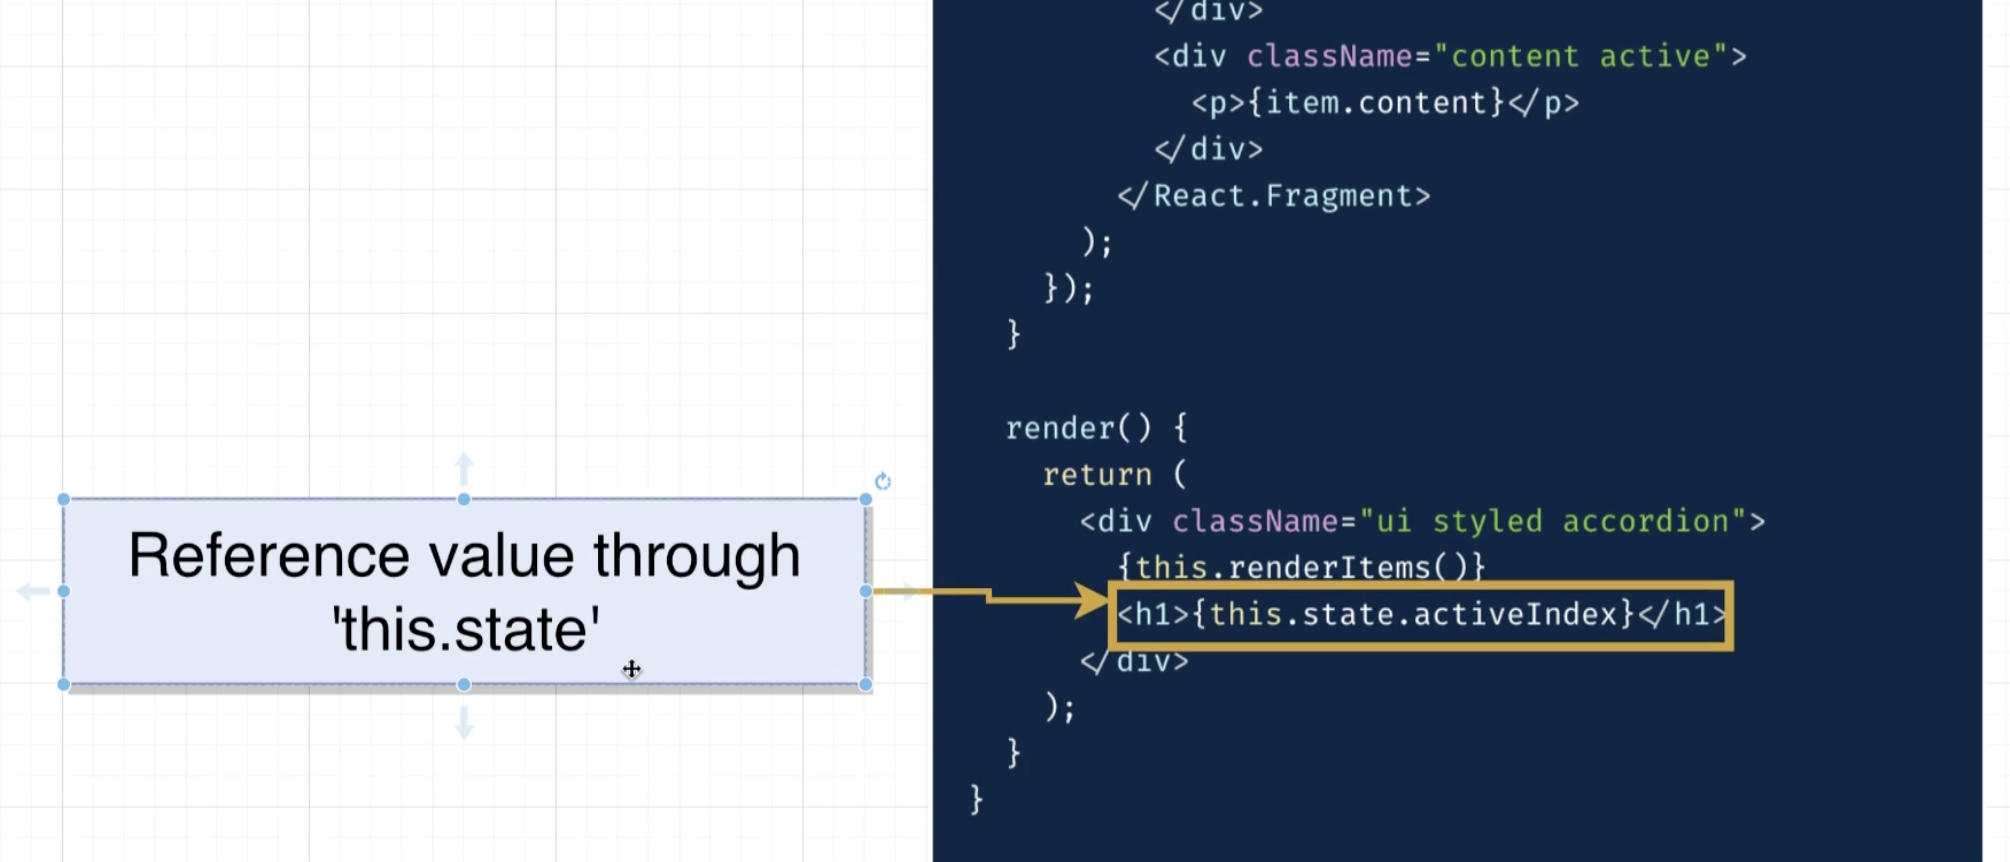 </div>
<div className="content active">
<p>{item.content}</p>
</div>
</React.Fragment>
);
});
}
render() {
return (
<div className="ui styled accordion">
{this.renderItems()}
<h1>{this.state.activeIndex}</h1>
</div>
);
}
}
Reference value through
'this.state'